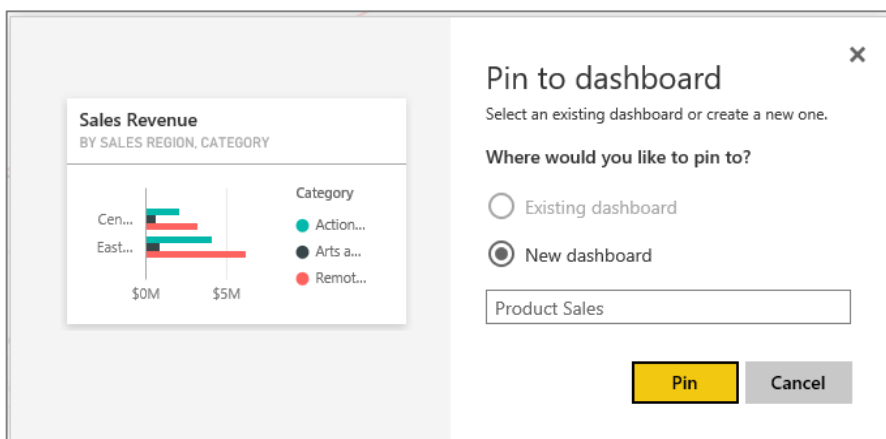 Sales Revenue
BY SALES REGION, CATEGORY
Category
Cen...
East...
Action...
Arts a...
Remot...
$0M
$5M
×
Pin to dashboard
Select an existing dashboard or create a new one.
Where would you like to pin to?
Existing dashboard
New dashboard
Product Sales
Pin
Cancel